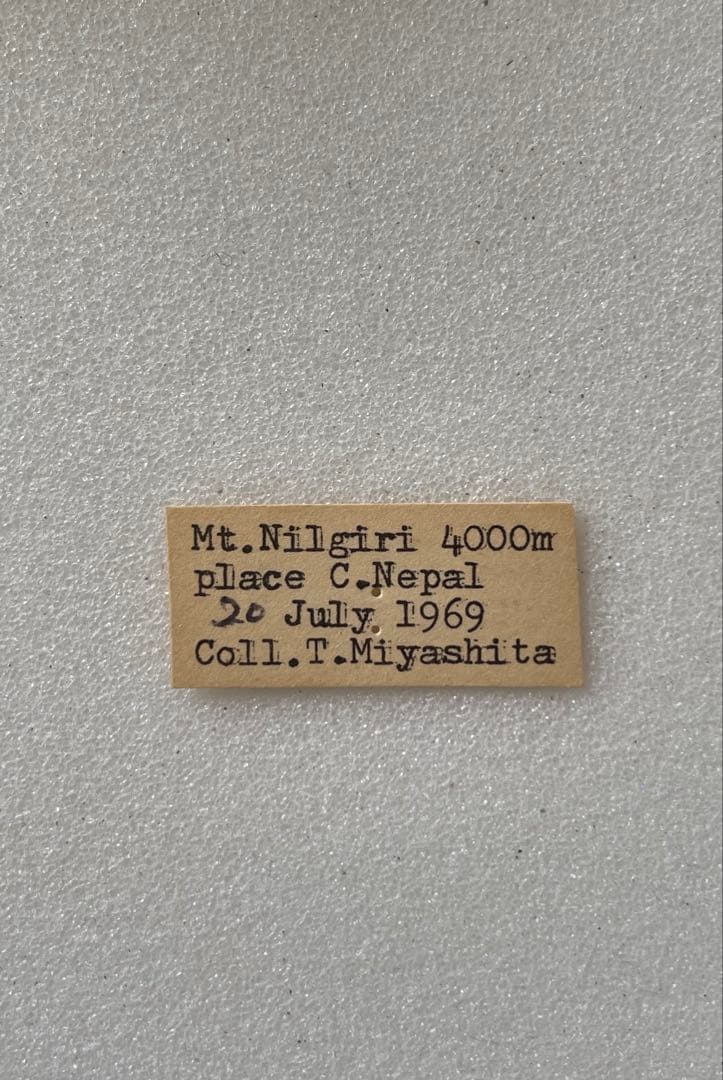 Mt.Nilgiri 4000m
place C.Nepal
20 July 1969
Coll.T.Miyashita